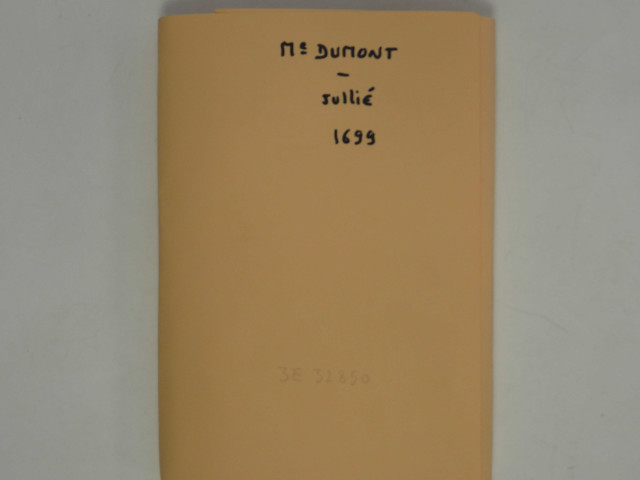 Me DUMONT
–
Jullié
1699
3E 32850